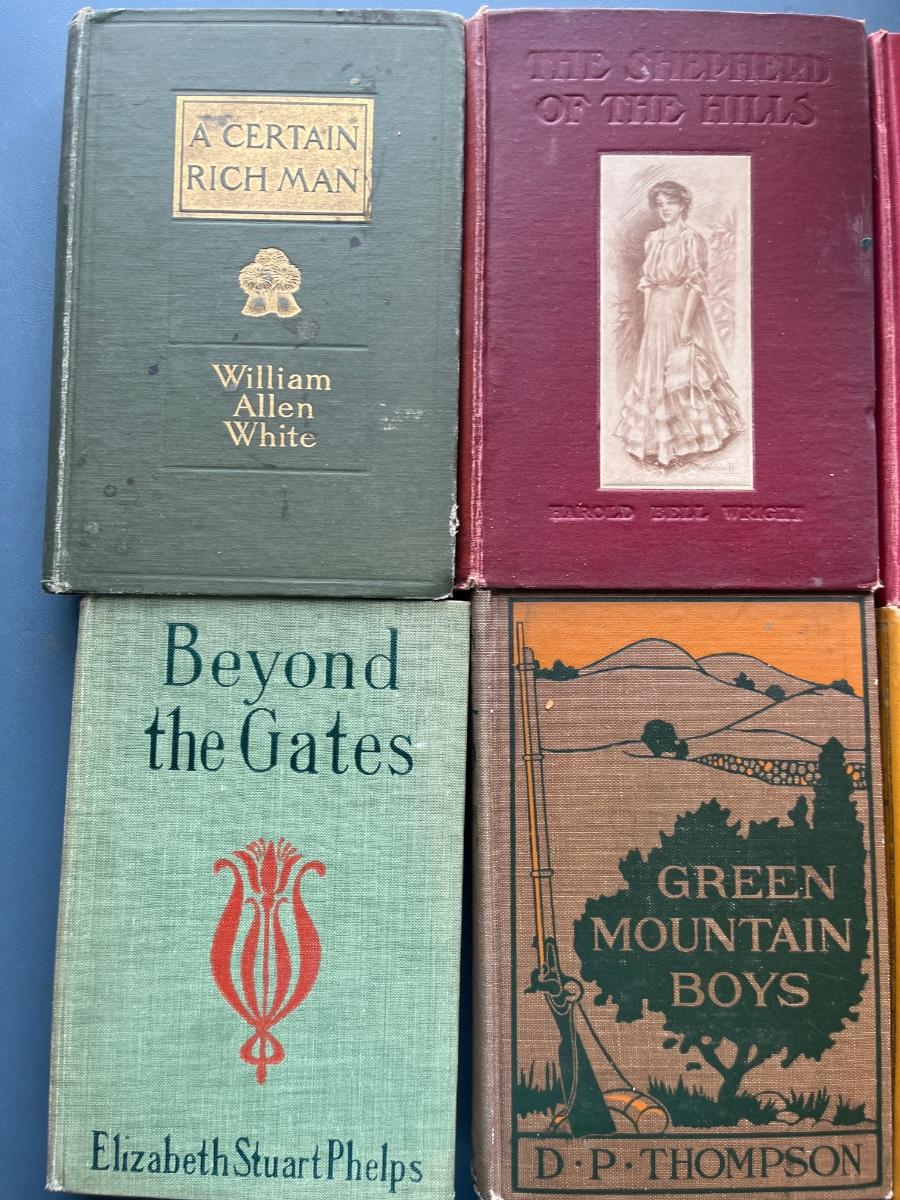 A CERTAIN
RICH MAN
William
Allen
White
THE SHEPHERD
OF THE HILLS
HAROLD BELL WRIGHT
Beyond
the Gates
Elizabeth Stuart Phelps
GREEN
MOUNTAIN
BOYS
D·P·THOMPSON